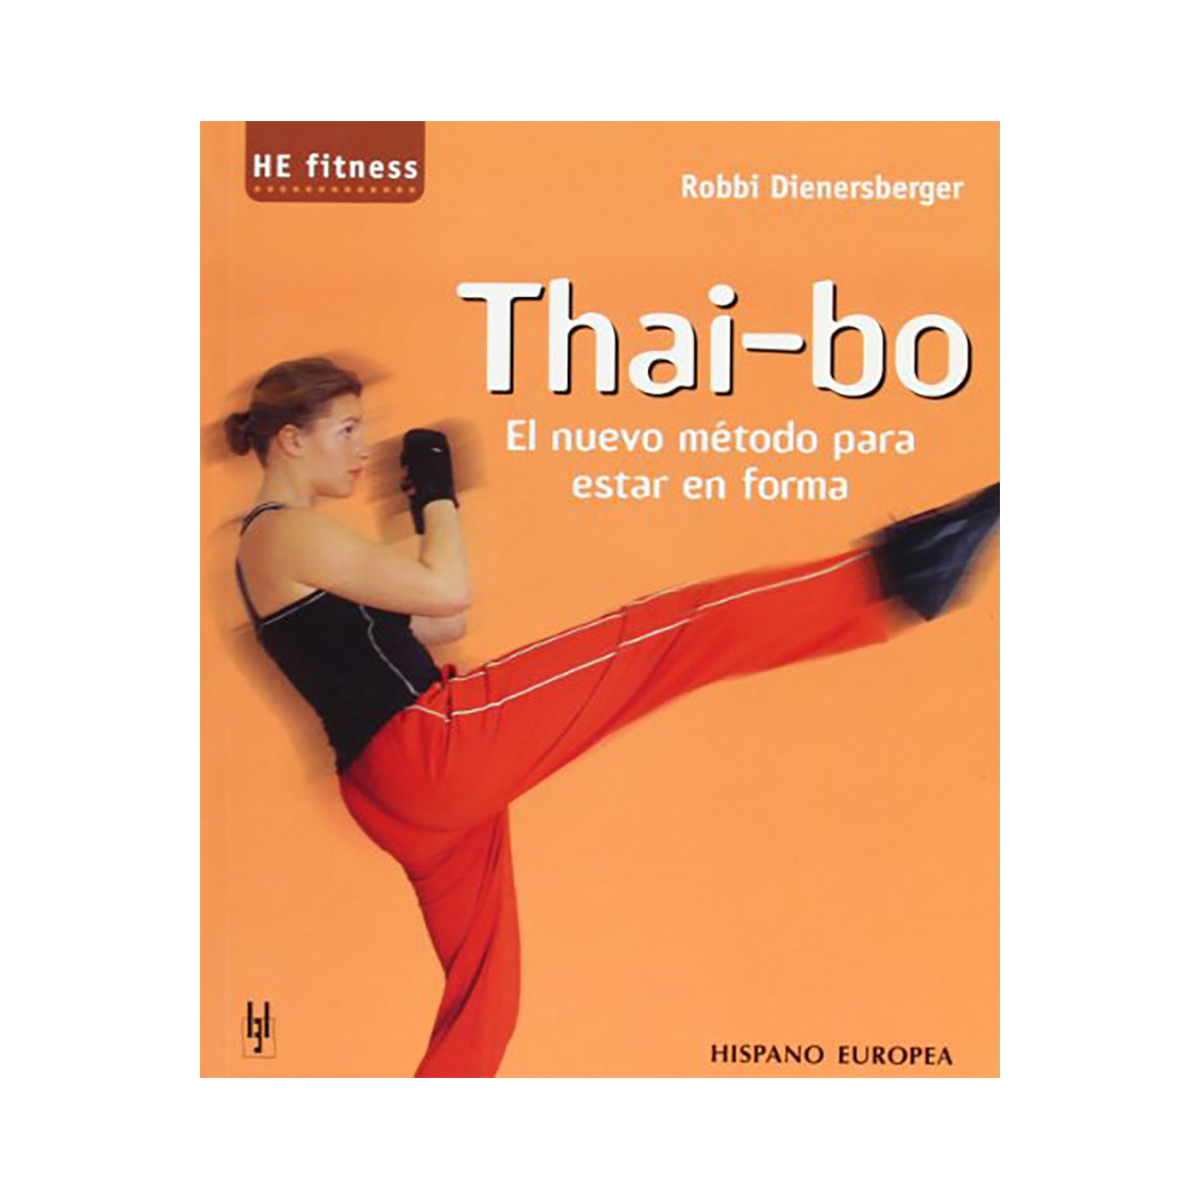 HE fitness
Robbi Dienersberger
Thai-bo
El nuevo método para
estar en forma
HISPANO EUROPEA